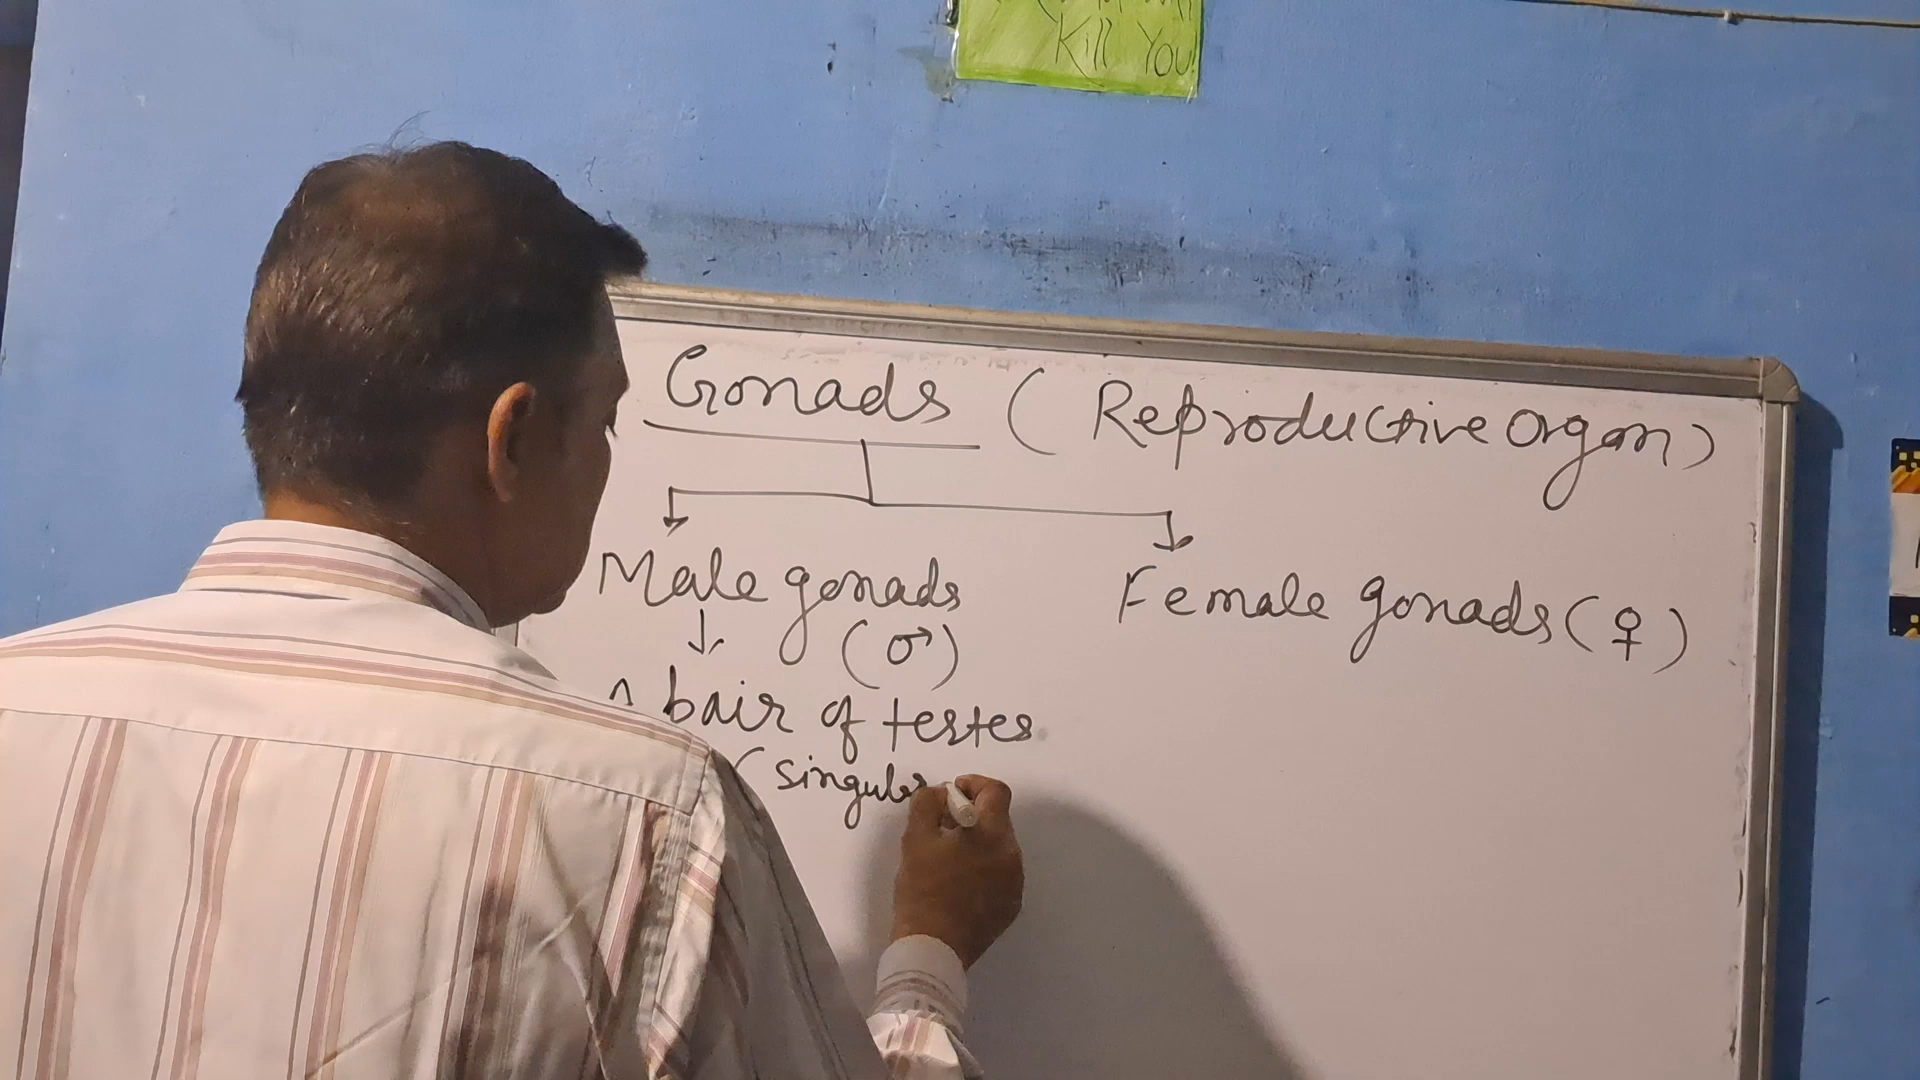 Kill You!
Gonads (Reproductive Organ)
Male gonads
Female gonads (♀)
(♂)
A pair of testes
(singular